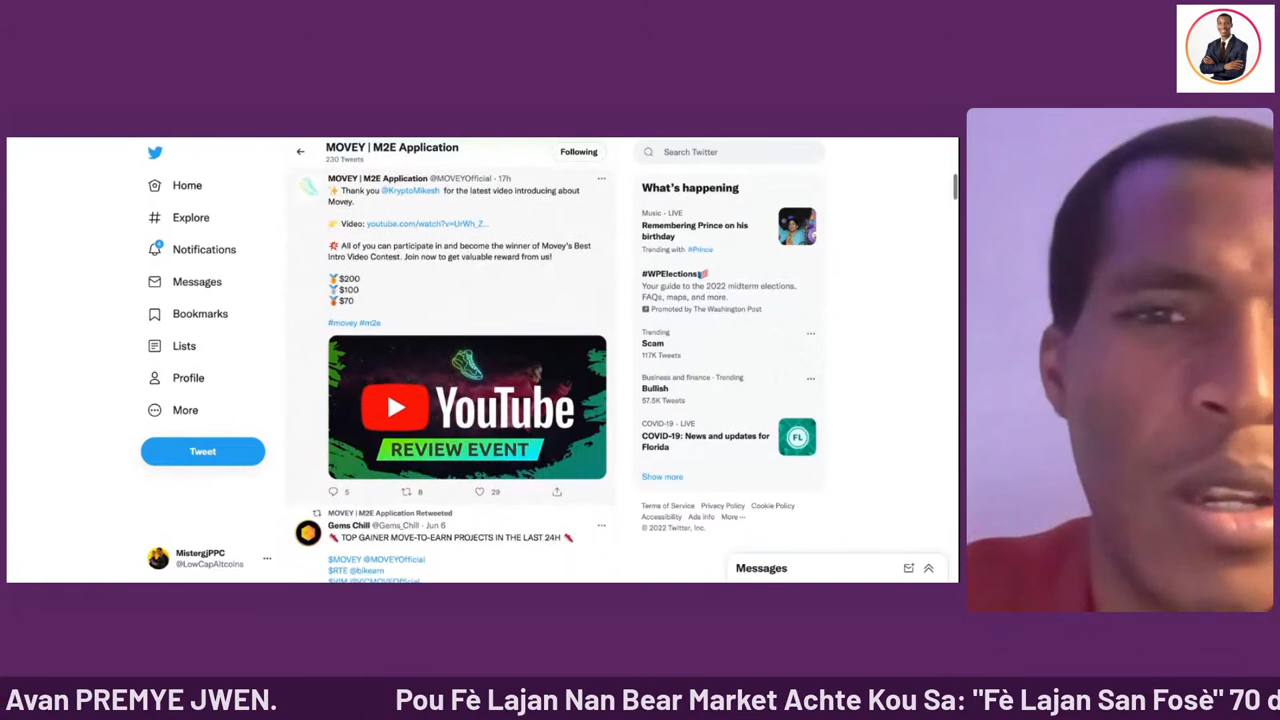 Home
Explore
Notifications
Messages
Bookmarks
Lists
Profile
More
Tweet
MistergjPPC
@LowCapAltcoins
MOVEY | M2E Application
230 Tweets
Following
MOVEY | M2E Application @MOVEYOfficial · 17h
✨ Thank you @KryptoMikesh for the latest video introducing about
Movey.
👉 Video: youtube.com/watch?v=UrWh_Z...
💥 All of you can participate in and become the winner of Movey's Best
Intro Video Contest. Join now to get valuable reward from us!
🥇$200
🥈$100
🥉$70
#movey #m2e
YouTube
REVIEW EVENT
5 8 29
MOVEY | M2E Application Retweeted
Gems Chill @Gems_Chill · Jun 6
TOP GAINER MOVE-TO-EARN PROJECTS IN THE LAST 24H
$MOVEY @MOVEYOfficial
$RTE @bikearn
Search Twitter
What's happening
Music · LIVE
Remembering Prince on his
birthday
Trending with #Prince
#WPElections
Your guide to the 2022 midterm elections.
FAQs, maps, and more.
Promoted by The Washington Post
Trending
Scam
117K Tweets
Business and finance · Trending
Bullish
57.5K Tweets
COVID-19 · LIVE
COVID-19: News and updates for
Florida
FL
Show more
Terms of Service Privacy Policy Cookie Policy
Accessibility Ads info More ···
© 2022 Twitter, Inc.
Messages
Avan PREMYE JWEN. Pou Fè Lajan Nan Bear Market Achte Kou Sa: "Fè Lajan San Fosè" 70